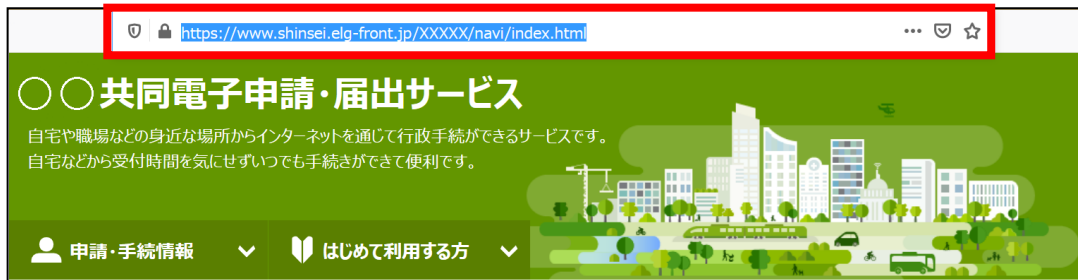 https://www.shinsei.elg-front.jp/XXXXX/navi/index.html
○○共同電子申請・届出サービス
自宅や職場などの身近な場所からインターネットを通じて行政手続ができるサービスです。
自宅などから受付時間を気にせずいつでも手続きができて便利です。
申請・手続情報
はじめて利用する方